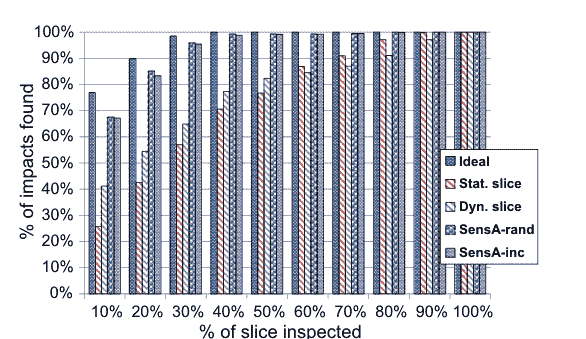 100%
90%
80%
70%
60%
50%
40%
30%
20%
10%
0%
% of impacts found
Ideal
Stat. slice
Dyn. slice
SensA-rand
SensA-inc
10% 20% 30% 40% 50% 60% 70% 80% 90% 100%
% of slice inspected